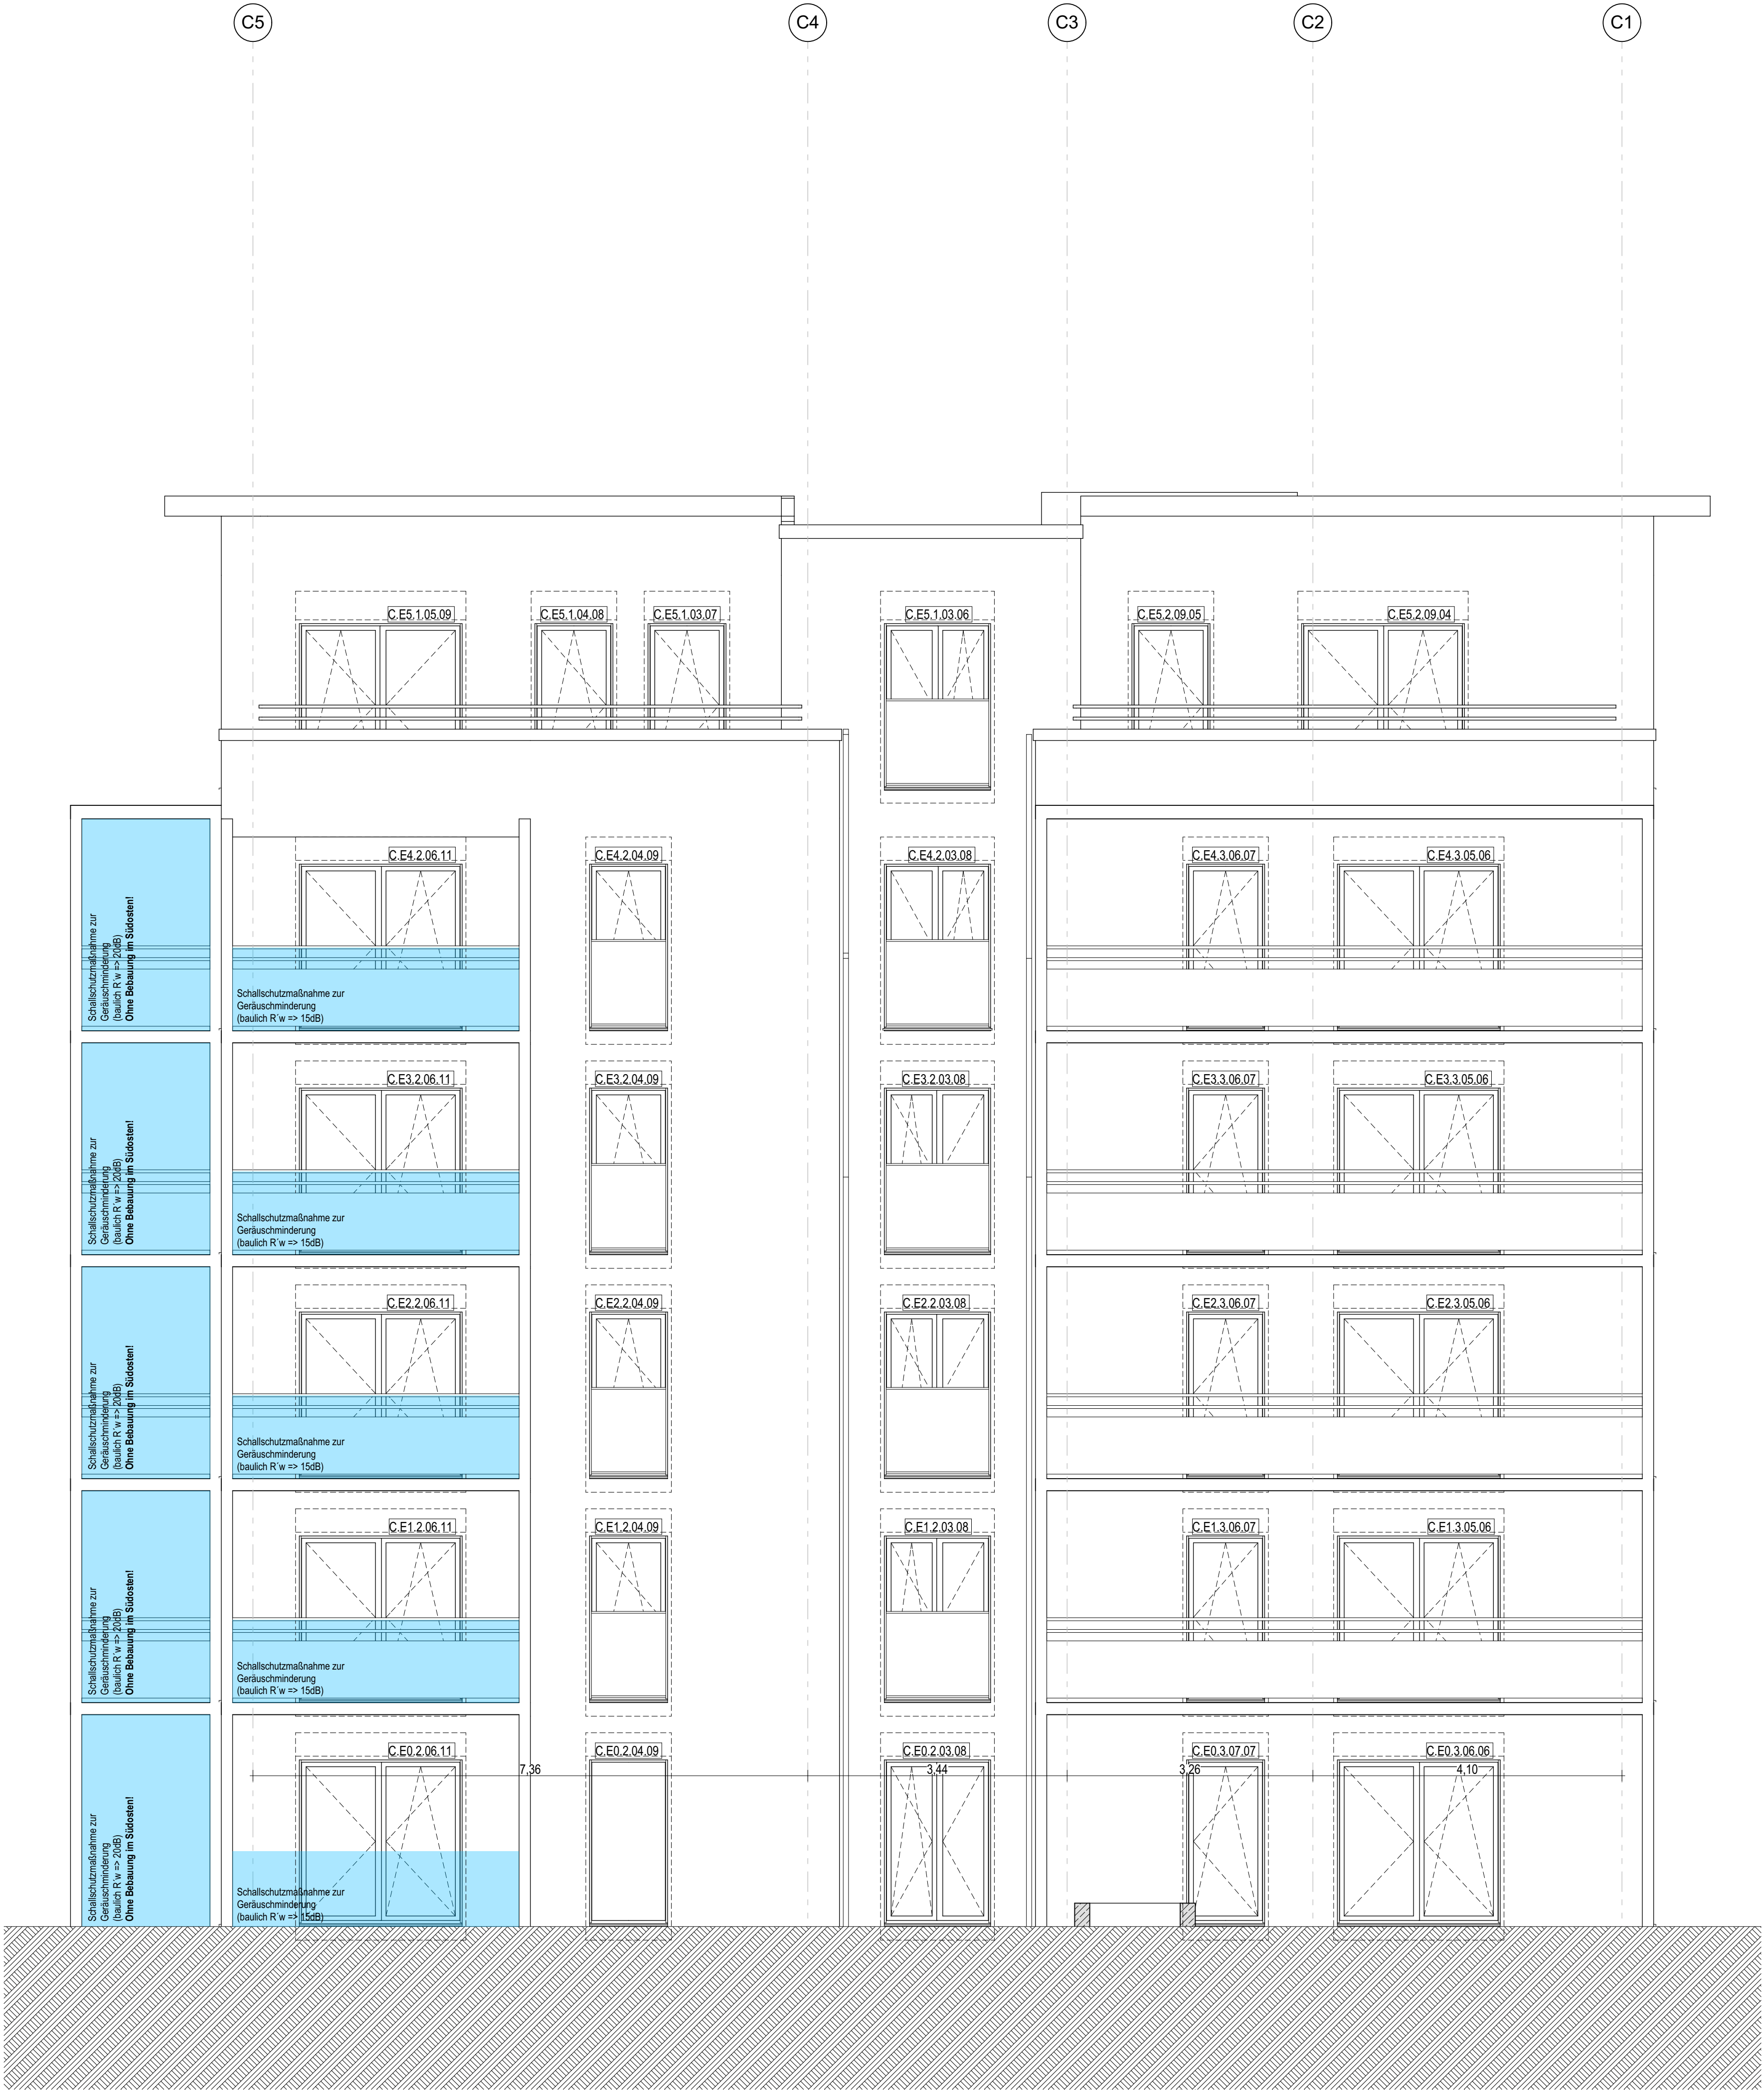 C5
C4
C3
C2
C1
C.E5.1.05.09
C.E5.1.04.08
C.E5.1.03.07
C.E5.1.03.06
C.E5.2.09.05
C.E5.2.09.04
C.E4.2.06.11
C.E4.2.04.09
C.E4.2.03.08
C.E4.3.06.07
C.E4.3.05.06
Schallschutzmaßnahme zur
Geräuschminderung
(baulich R´w => 20dB)
Ohne Bebauung im Südosten!
Schallschutzmaßnahme zur
Geräuschminderung
(baulich R´w => 15dB)
C.E3.2.06.11
C.E3.2.04.09
C.E3.2.03.08
C.E3.3.06.07
C.E3.3.05.06
Schallschutzmaßnahme zur
Geräuschminderung
(baulich R´w => 20dB)
Ohne Bebauung im Südosten!
Schallschutzmaßnahme zur
Geräuschminderung
(baulich R´w => 15dB)
C.E2.2.06.11
C.E2.2.04.09
C.E2.2.03.08
C.E2.3.06.07
C.E2.3.05.06
Schallschutzmaßnahme zur
Geräuschminderung
(baulich R´w => 20dB)
Ohne Bebauung im Südosten!
Schallschutzmaßnahme zur
Geräuschminderung
(baulich R´w => 15dB)
C.E1.2.06.11
C.E1.2.04.09
C.E1.2.03.08
C.E1.3.06.07
C.E1.3.05.06
Schallschutzmaßnahme zur
Geräuschminderung
(baulich R´w => 20dB)
Ohne Bebauung im Südosten!
Schallschutzmaßnahme zur
Geräuschminderung
(baulich R´w => 15dB)
C.E0.2.06.11
C.E0.2.04.09
C.E0.2.03.08
C.E0.3.07.07
C.E0.3.06.06
7,36
3,44
3,26
4,10
Schallschutzmaßnahme zur
Geräuschminderung
(baulich R´w => 20dB)
Ohne Bebauung im Südosten!
Schallschutzmaßnahme zur
Geräuschminderung
(baulich R´w => 15dB)